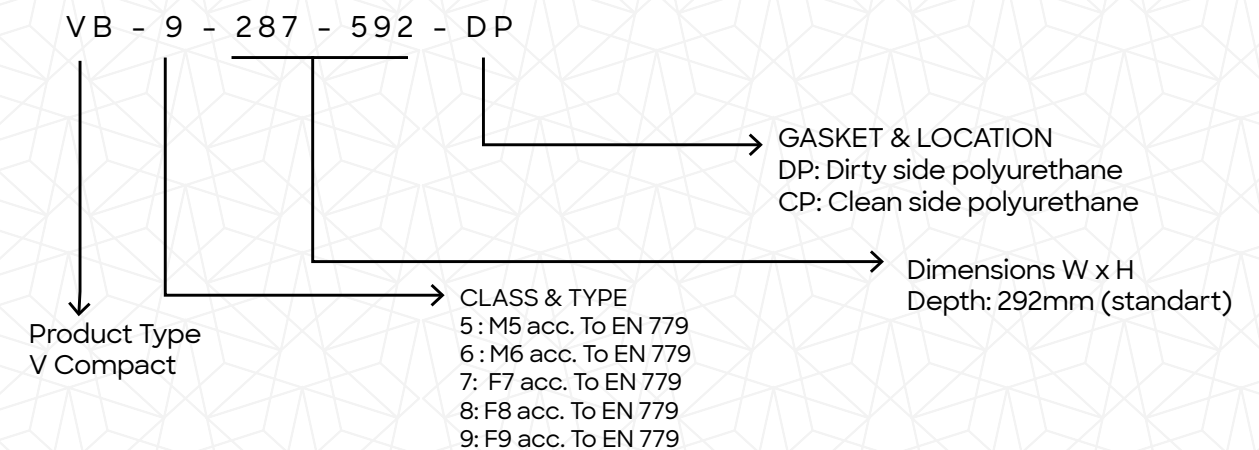 VB - 9 - 287 - 592 - DP
GASKET & LOCATION
DP: Dirty side polyurethane
CP: Clean side polyurethane
Dimensions W x H
Depth: 292mm (standart)
CLASS & TYPE
5 : M5 acc. To EN 779
6 : M6 acc. To EN 779
7: F7 acc. To EN 779
8: F8 acc. To EN 779
9: F9 acc. To EN 779
Product Type
V Compact